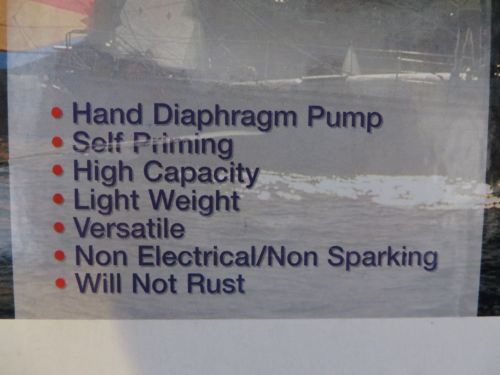 • Hand Diaphragm Pump
• Self Priming
• High Capacity
• Light Weight
• Versatile
• Non Electrical/Non Sparking
• Will Not Rust